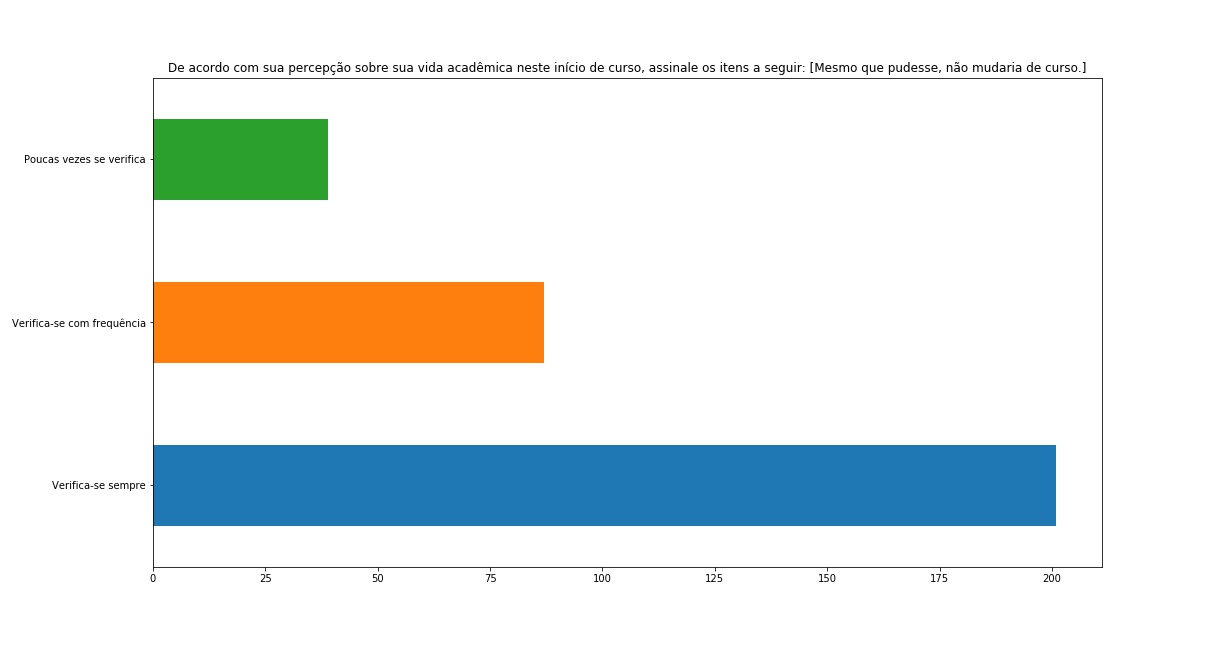 De acordo com sua percepção sobre sua vida acadêmica neste início de curso, assinale os itens a seguir: [Mesmo que pudesse, não mudaria de curso.]
Poucas vezes se verifica
Verifica-se com frequência
Verifica-se sempre
0 25 50 75 100 125 150 175 200